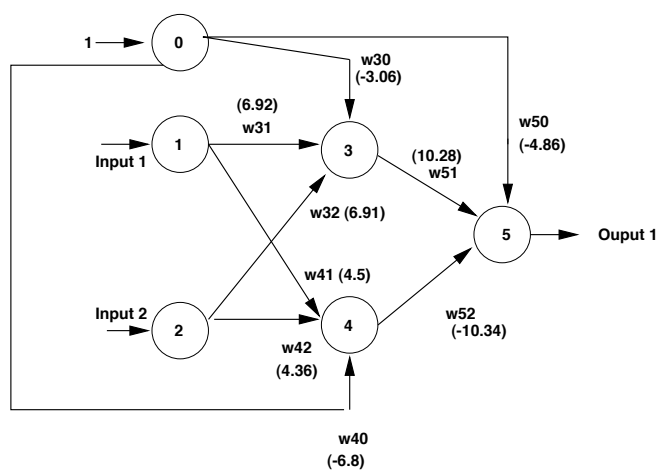 1
0
w30
(-3.06)
(6.92)
w31
w50
(-4.86)
Input 1
1
3
(10.28)
w51
w32 (6.91)
5
Ouput 1
w41 (4.5)
Input 2
2
4
w42
(4.36)
w52
(-10.34)
w40
(-6.8)